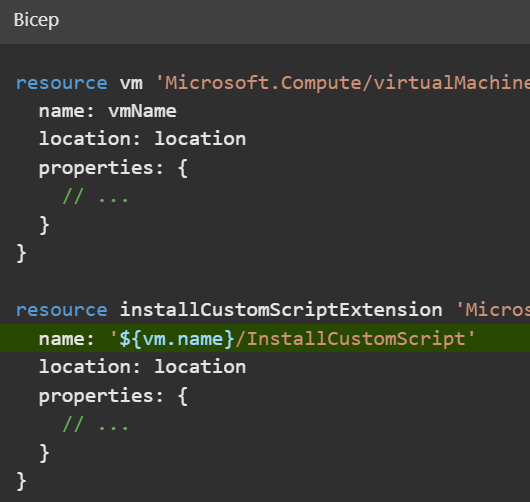 Bicep
resource vm 'Microsoft.Compute/virtualMachine
  name: vmName
  location: location
  properties: {
    // ...
  }
}
resource installCustomScriptExtension 'Micros
  name: '${vm.name}/InstallCustomScript'
  location: location
  properties: {
    // ...
  }
}